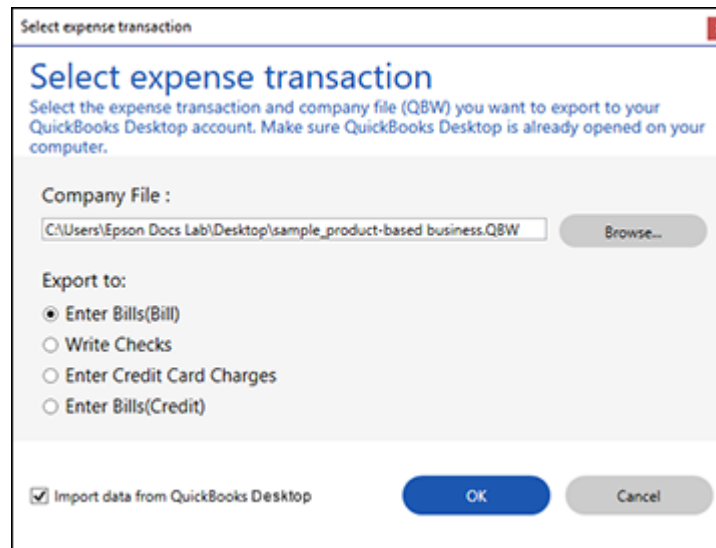 Select expense transaction
Select expense transaction
Select the expense transaction and company file (QBW) you want to export to your
QuickBooks Desktop account. Make sure QuickBooks Desktop is already opened on your
computer.
Company File :
C:\Users\Epson Docs Lab\Desktop\sample_product-based business.QBW
Browse...
Export to:
Enter Bills(Bill)
Write Checks
Enter Credit Card Charges
Enter Bills(Credit)
Import data from QuickBooks Desktop
OK
Cancel